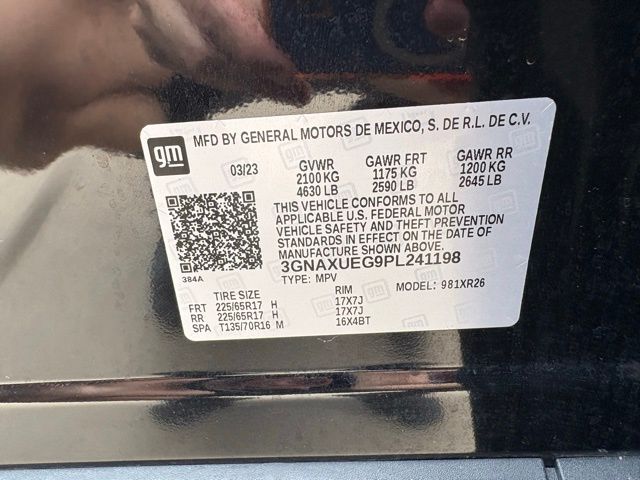 gm
MFD BY GENERAL MOTORS DE MEXICO, S. DE R.L. DE C.V.
03/23 GVWR GAWR FRT GAWR RR
2100 KG 1175 KG 1200 KG
4630 LB 2590 LB 2645 LB
THIS VEHICLE CONFORMS TO ALL
APPLICABLE U.S. FEDERAL MOTOR
VEHICLE SAFETY AND THEFT PREVENTION
STANDARDS IN EFFECT ON THE DATE OF
MANUFACTURE SHOWN ABOVE.
384A 3GNAXUEG9PL241198
TYPE: MPV MODEL: 981XR26
TIRE SIZE RIM
FRT 225/65R17 H 17X7J
RR 225/65R17 H 17X7J
SPA T135/70R16 M 16X4BT